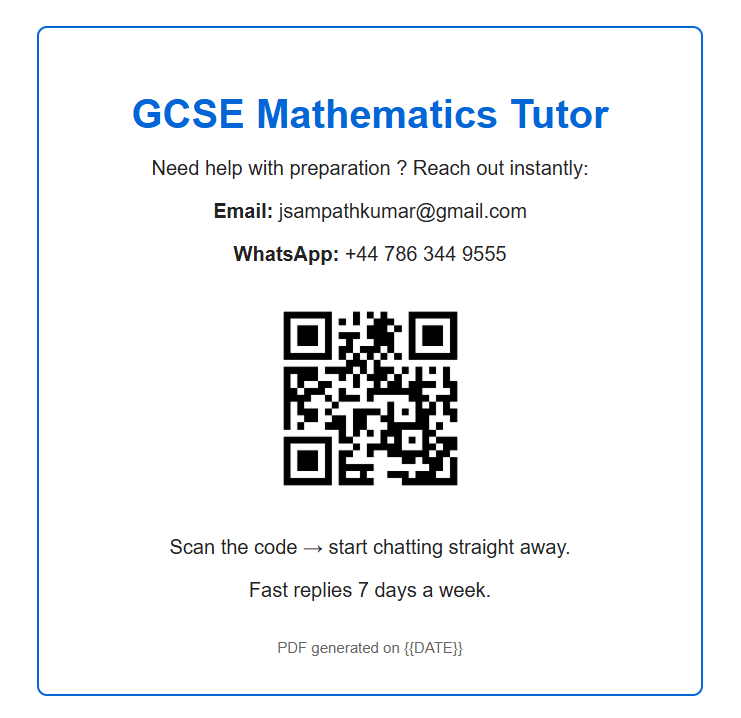 GCSE Mathematics Tutor
Need help with preparation ? Reach out instantly:
Email: jsampathkumar@gmail.com
WhatsApp: +44 786 344 9555
Scan the code → start chatting straight away.
Fast replies 7 days a week.
PDF generated on {{DATE}}